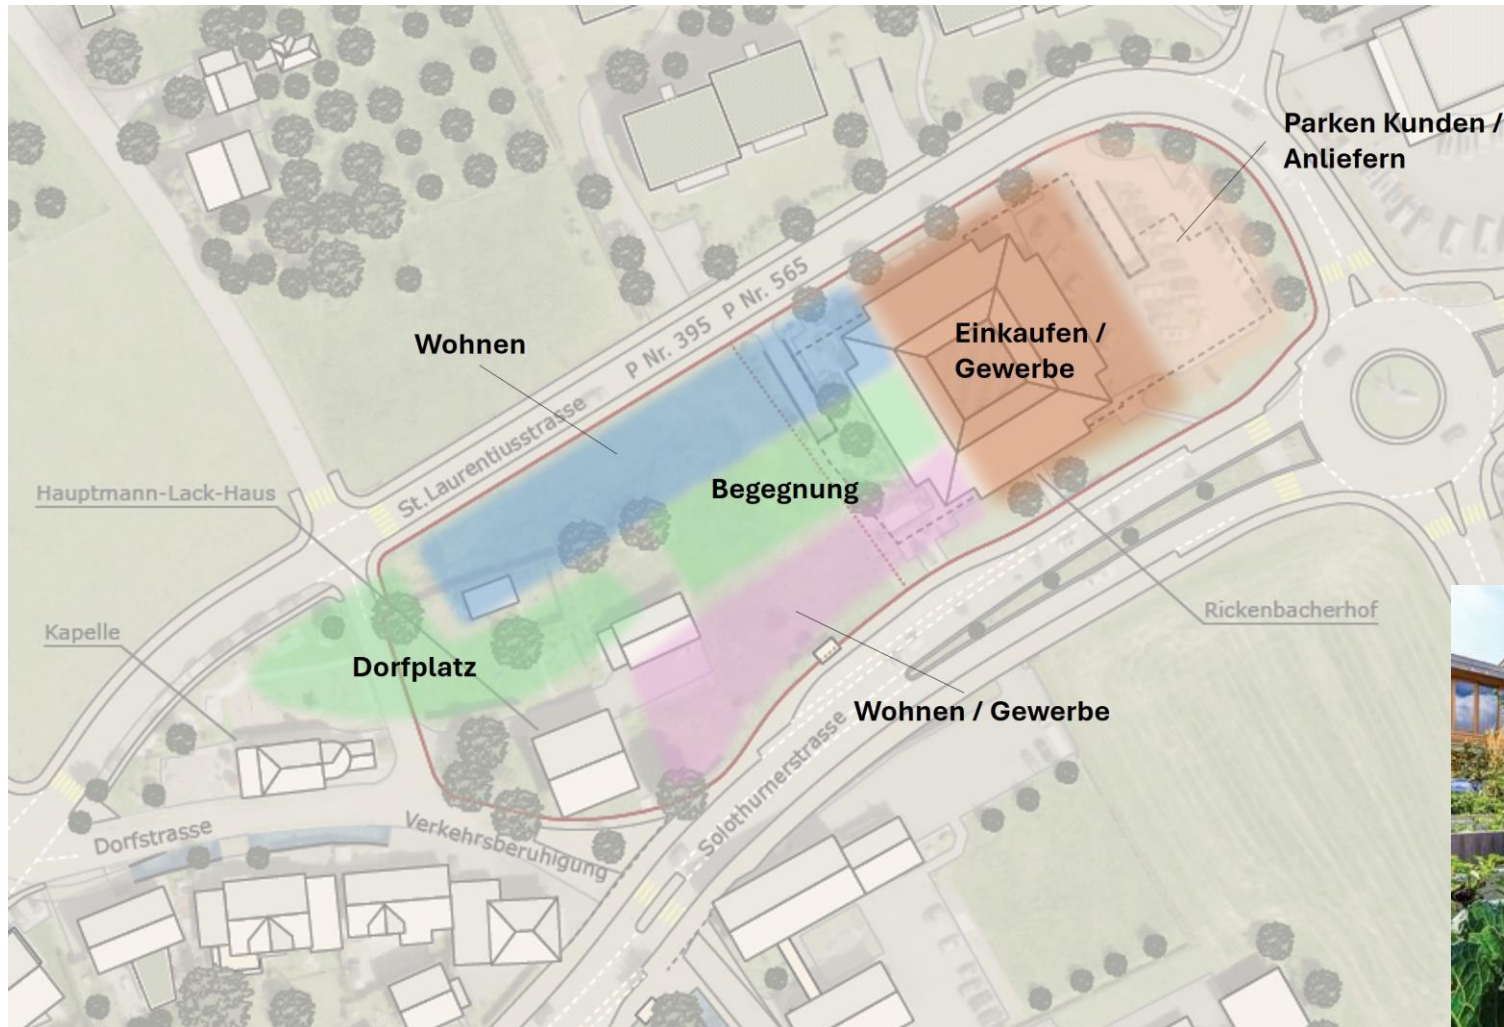 Parken Kunden /
Anliefern
P Nr. 395 P Nr. 565
Einkaufen /
Gewerbe
Wohnen
St. Laurentiusstrasse
Hauptmann-Lack-Haus
Begegnung
Rickenbacherhof
Kapelle
Dorfplatz
Wohnen / Gewerbe
Solothurnerstrasse
Dorfstrasse
Verkehrsberuhigung